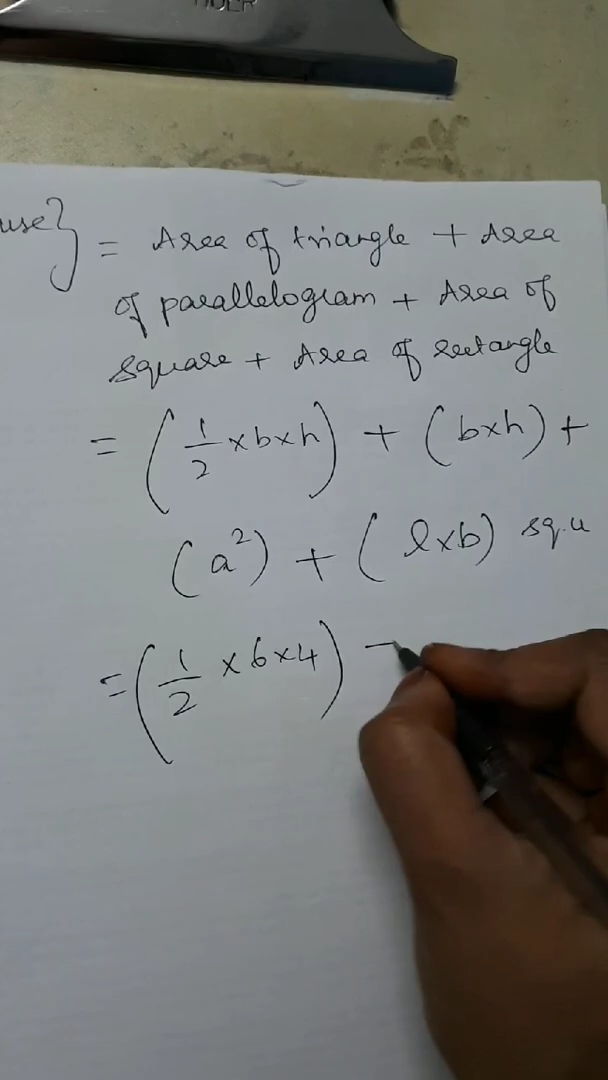 use} = Area of triangle + Area
of parallelogram + Area of
square + Area of rectangle
= (1/2 × b × h) + (b×h) +
(a²) + (l×b) sq.u
= (1/2 × 6 × 4)